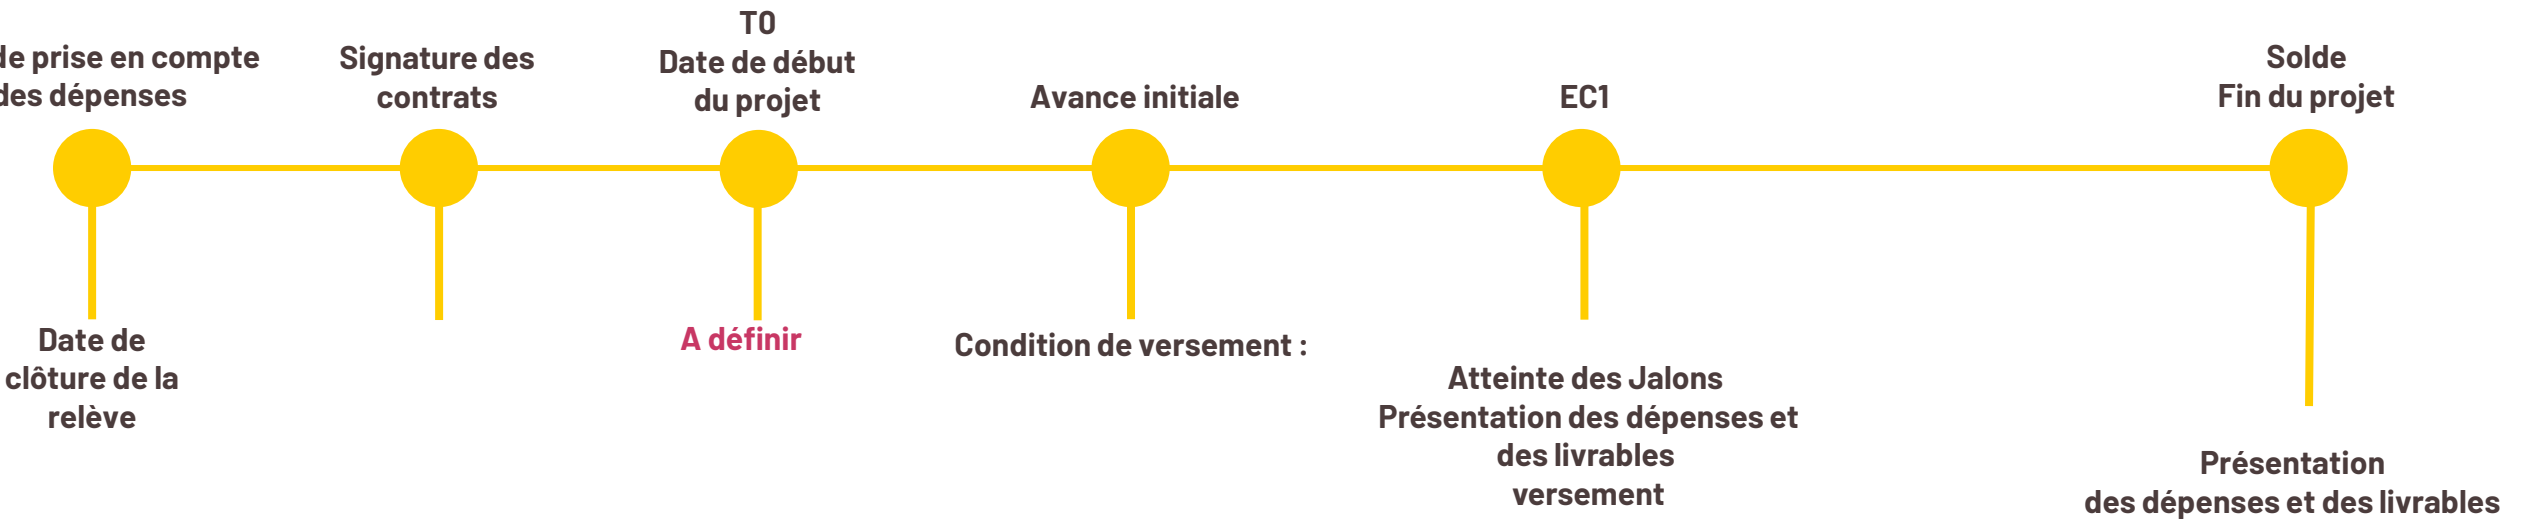 de prise en compte
des dépenses
Signature des
contrats
T0
Date de début
du projet
Avance initiale
EC1
Solde
Fin du projet
Date de
clôture de la
relève
A définir
Condition de versement :
Atteinte des Jalons
Présentation des dépenses et
des livrables
versement
Présentation
des dépenses et des livrables